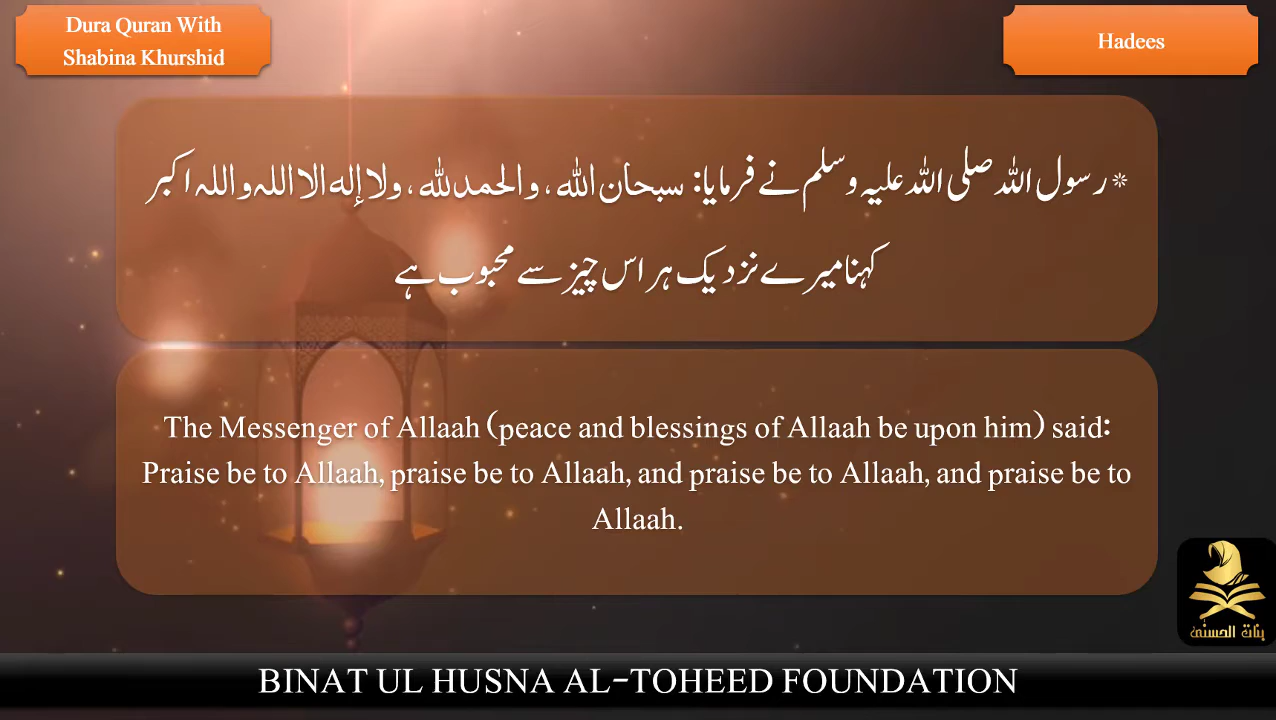 Dura Quran With
Shabina Khurshid
Hadees
* رسول اللہ صلی اللہ علیہ وسلم نے فرمایا: سبحان اللہ، والحمدللہ، ولا إله الا اللہ واللہ اکبر
کہنا میرے نزدیک ہر اس چیز سے محبوب ہے
The Messenger of Allaah (peace and blessings of Allaah be upon him) said:
Praise be to Allaah, praise be to Allaah, and praise be to Allaah, and praise be to
Allaah.
بنات الحسنیٰ
BINAT UL HUSNA AL-TOHEED FOUNDATION